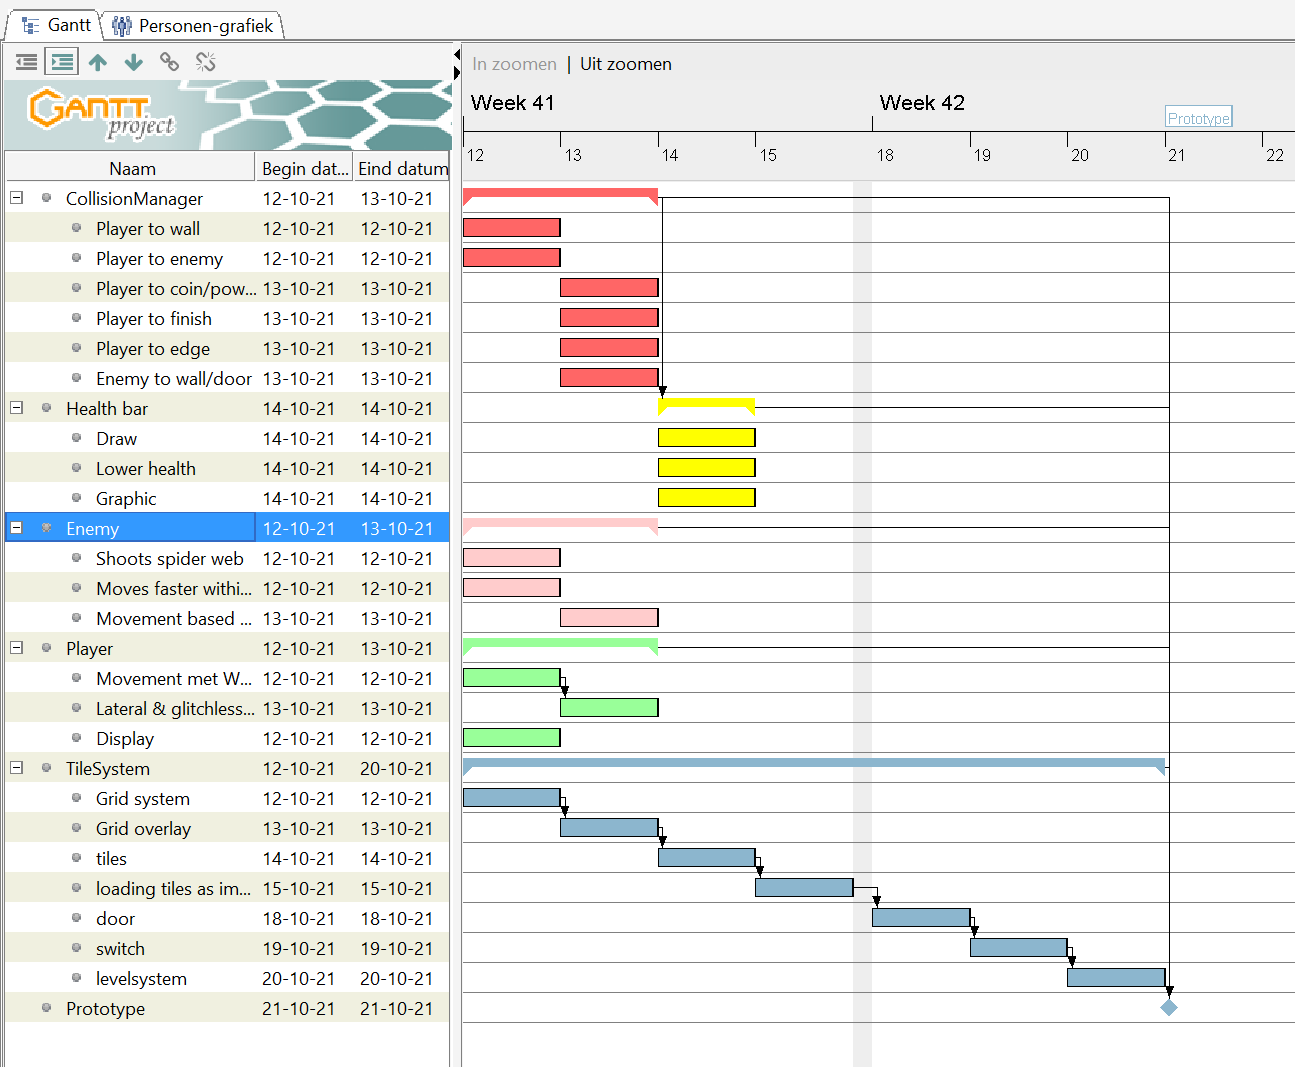 Gantt Personen-grafiek
In zoomen | Uit zoomen
GANTT
project
Week 41 Week 42
Prototype
12 13 14 15 18 19 20 21 22
Naam Begin dat... Eind datum
CollisionManager 12-10-21 13-10-21
Player to wall 12-10-21 12-10-21
Player to enemy 12-10-21 12-10-21
Player to coin/pow... 13-10-21 13-10-21
Player to finish 13-10-21 13-10-21
Player to edge 13-10-21 13-10-21
Enemy to wall/door 13-10-21 13-10-21
Health bar 14-10-21 14-10-21
Draw 14-10-21 14-10-21
Lower health 14-10-21 14-10-21
Graphic 14-10-21 14-10-21
Enemy 12-10-21 13-10-21
Shoots spider web 12-10-21 12-10-21
Moves faster withi... 12-10-21 12-10-21
Movement based ... 13-10-21 13-10-21
Player 12-10-21 13-10-21
Movement met W... 12-10-21 12-10-21
Lateral & glitchless... 13-10-21 13-10-21
Display 12-10-21 12-10-21
TileSystem 12-10-21 20-10-21
Grid system 12-10-21 12-10-21
Grid overlay 13-10-21 13-10-21
tiles 14-10-21 14-10-21
loading tiles as im... 15-10-21 15-10-21
door 18-10-21 18-10-21
switch 19-10-21 19-10-21
levelsystem 20-10-21 20-10-21
Prototype 21-10-21 21-10-21